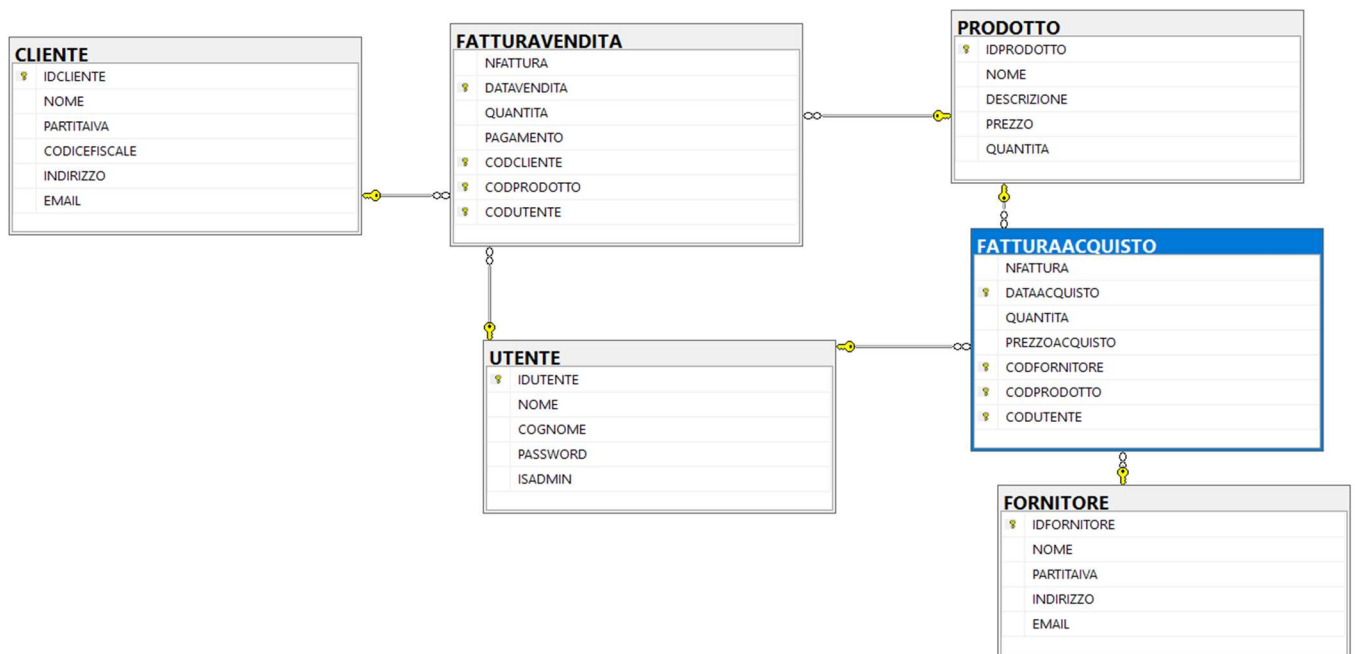 CLIENTE
IDCLIENTE
NOME
PARTITAIVA
CODICEFISCALE
INDIRIZZO
EMAIL
FATTURAVENDITA
NFATTURA
DATAVENDITA
QUANTITA
PAGAMENTO
CODCLIENTE
CODPRODOTTO
CODUTENTE
PRODOTTO
IDPRODOTTO
NOME
DESCRIZIONE
PREZZO
QUANTITA
FATTURAACQUISTO
NFATTURA
DATAACQUISTO
QUANTITA
PREZZOACQUISTO
CODFORNITORE
CODPRODOTTO
CODUTENTE
UTENTE
IDUTENTE
NOME
COGNOME
PASSWORD
ISADMIN
FORNITORE
IDFORNITORE
NOME
PARTITAIVA
INDIRIZZO
EMAIL